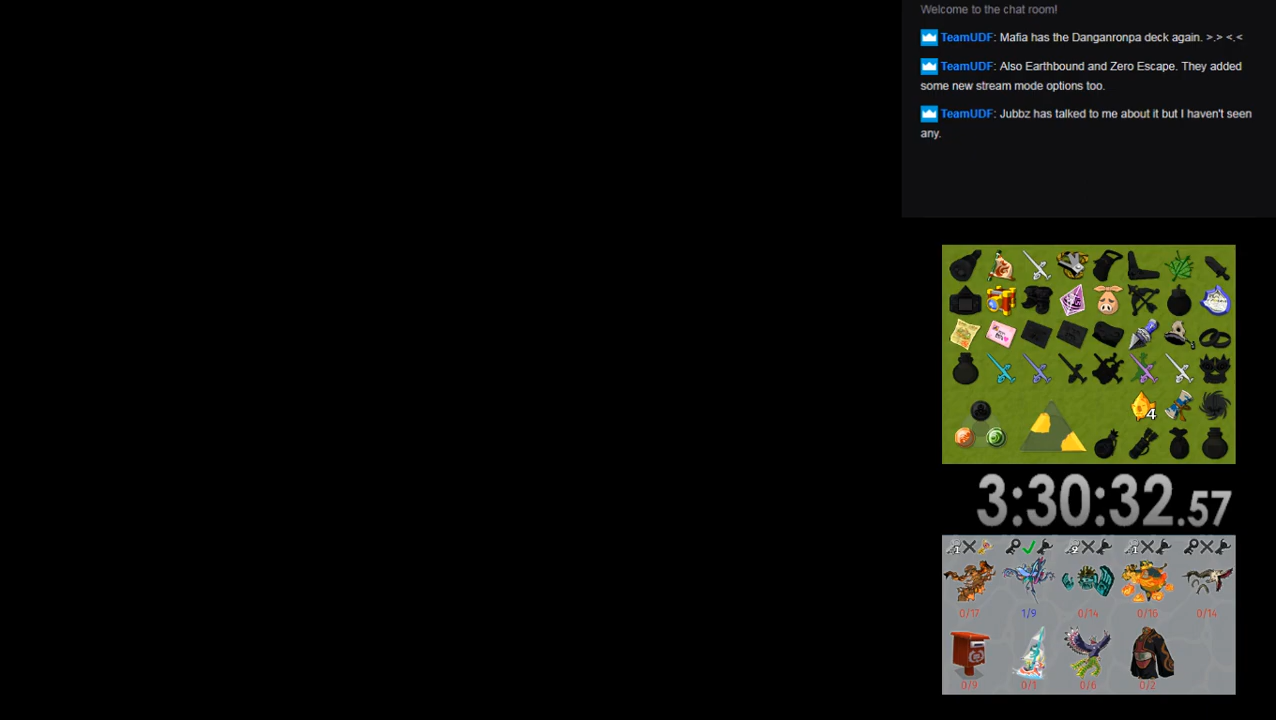 Welcome to the chat room!
TeamUDF: Mafia has the Danganronpa deck again. >.> <.<
TeamUDF: Also Earthbound and Zero Escape. They added
some new stream mode options too.
TeamUDF: Jubbz has talked to me about it but I haven't seen
any.
4
3:30:32.57
1 2 1
0/17 1/9 0/14 0/16 0/14
0/9 0/1 0/6 0/2